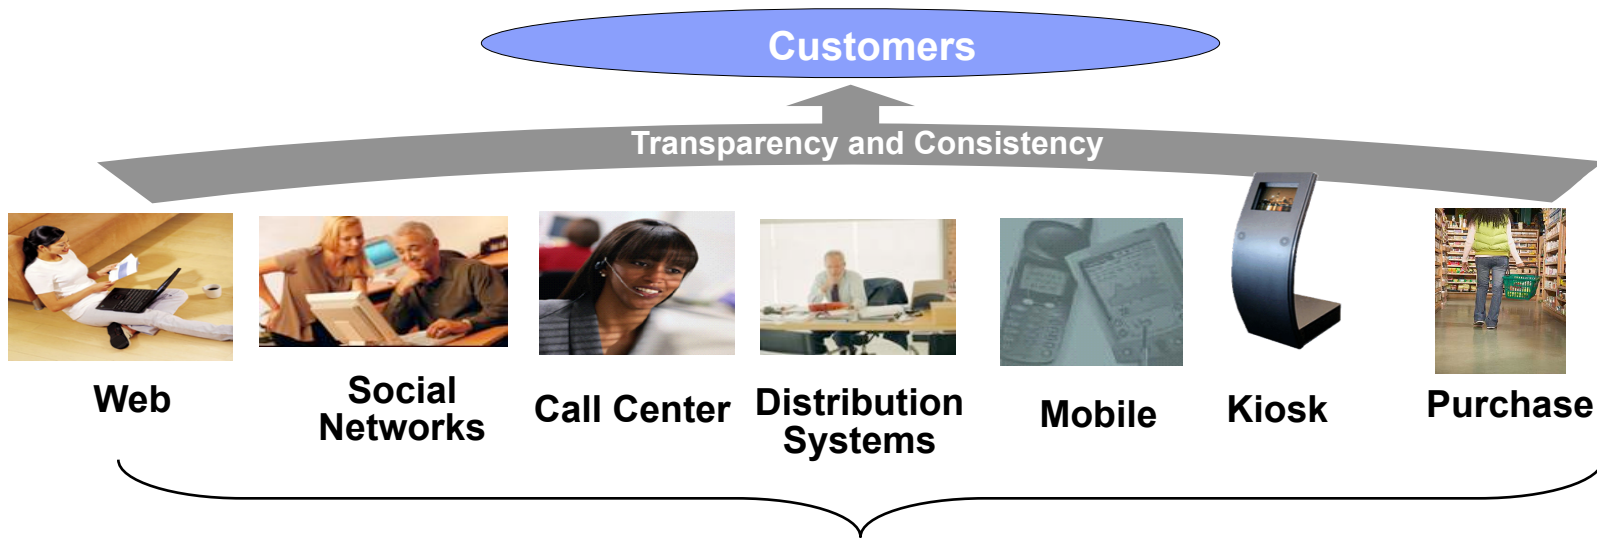 Customers
Transparency and Consistency
Web
Social
Networks
Call Center
Distribution
Systems
Mobile
Kiosk
Purchase